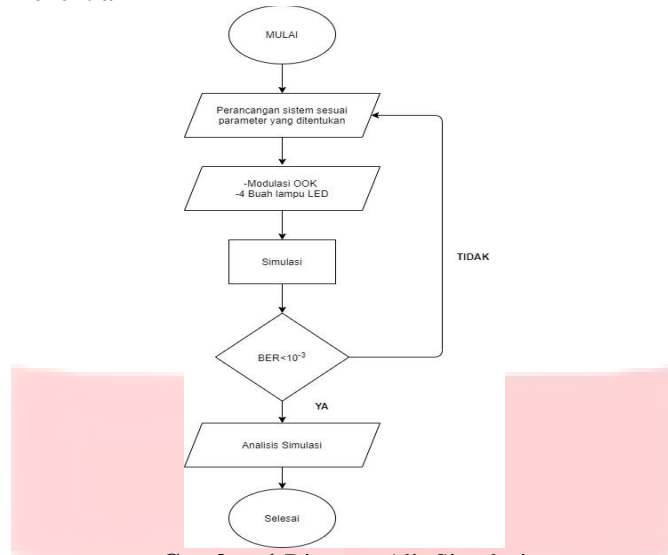 MULAI
Perancangan sistem sesuai
parameter yang ditentukan
-Modulasi OOK
-4 Buah lampu LED
Simulasi
TIDAK
BER<10⁻³
YA
Analisis Simulasi
Selesai